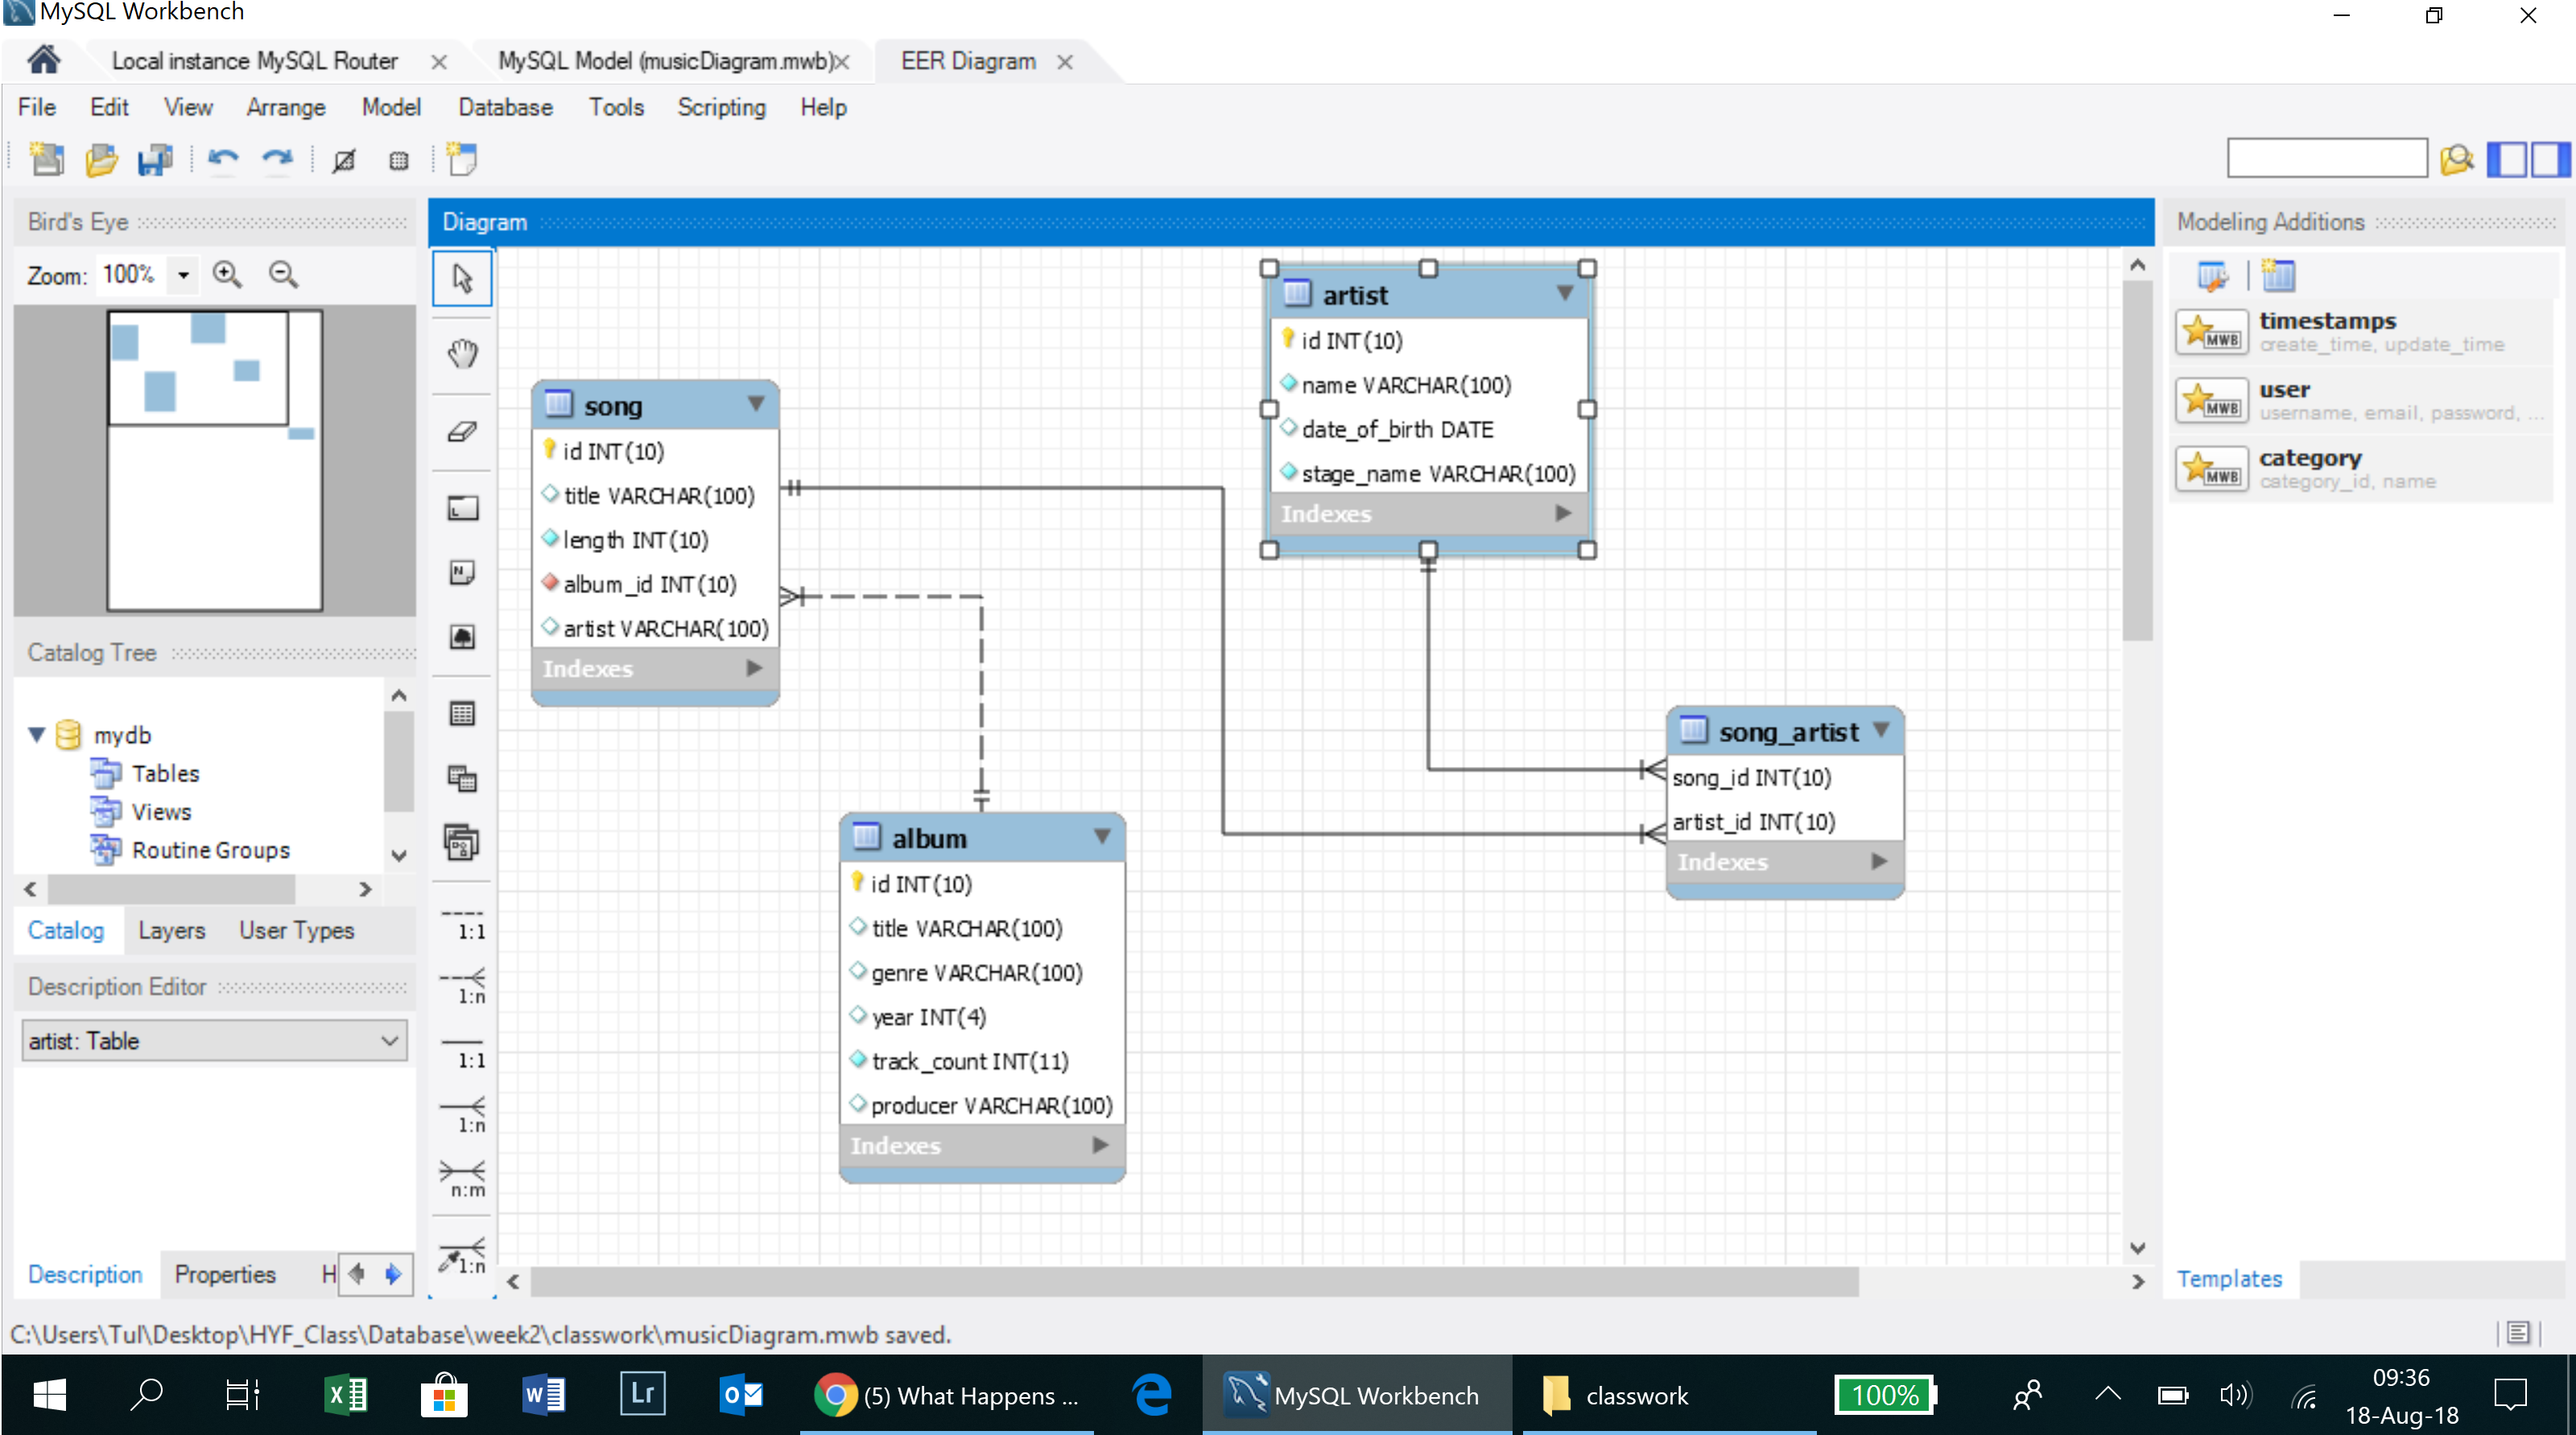 MySQL Workbench
Local instance MySQL Router
MySQL Model (musicDiagram.mwb)
EER Diagram
File Edit View Arrange Model Database Tools Scripting Help
Bird's Eye
Zoom: 100%
Catalog Tree
mydb
Tables
Views
Routine Groups
Catalog Layers User Types
Description Editor
artist: Table
Description Properties H
Diagram
1:1
1:n
1:1
1:n
n:m
1:n
song
id INT(10)
title VARCHAR(100)
length INT(10)
album_id INT(10)
artist VARCHAR(100)
Indexes
artist
id INT(10)
name VARCHAR(100)
date_of_birth DATE
stage_name VARCHAR(100)
Indexes
album
id INT(10)
title VARCHAR(100)
genre VARCHAR(100)
year INT(4)
track_count INT(11)
producer VARCHAR(100)
Indexes
song_artist
song_id INT(10)
artist_id INT(10)
Indexes
Modeling Additions
MWB
timestamps
create_time, update_time
MWB
user
username, email, password, ...
MWB
category
category_id, name
Templates
C:\Users\Tul\Desktop\HYF_Class\Database\week2\classwork\musicDiagram.mwb saved.
Lr
(5) What Happens ...
MySQL Workbench
classwork
100%
09:36
18-Aug-18